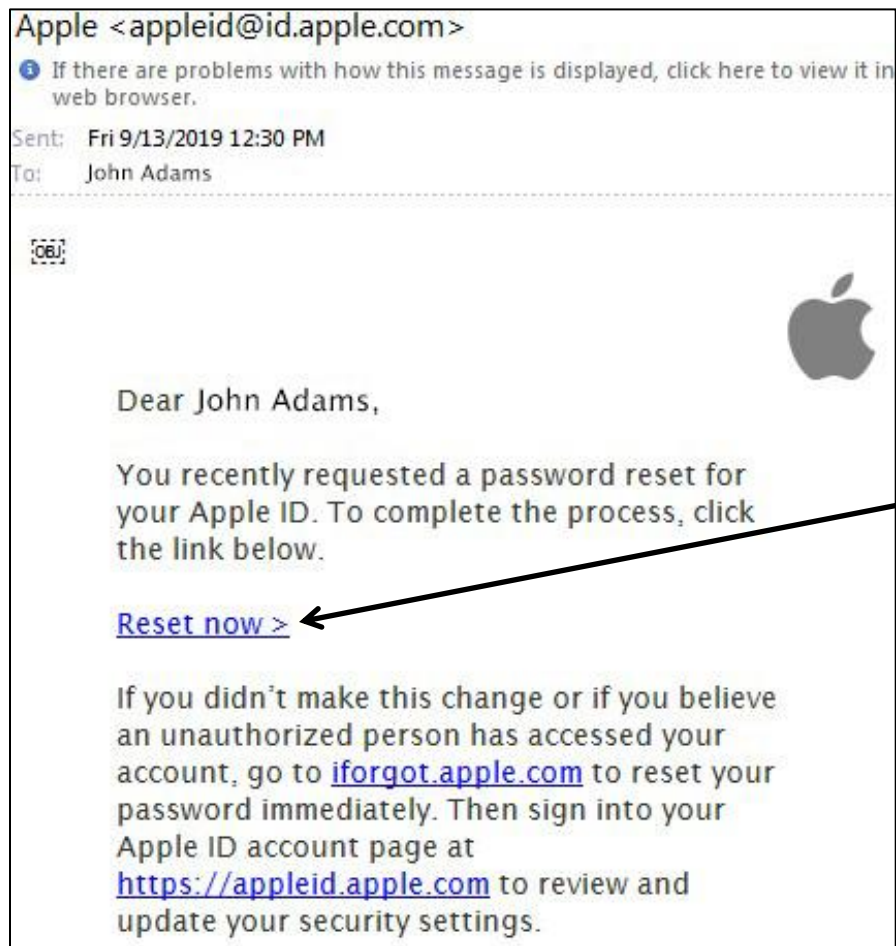 Apple <appleid@id.apple.com>
If there are problems with how this message is displayed, click here to view it in
web browser.
Sent: Fri 9/13/2019 12:30 PM
To: John Adams
OBJ
Dear John Adams,
You recently requested a password reset for
your Apple ID. To complete the process, click
the link below.
Reset now >
If you didn't make this change or if you believe
an unauthorized person has accessed your
account, go to iforgot.apple.com to reset your
password immediately. Then sign into your
Apple ID account page at
https://appleid.apple.com to review and
update your security settings.